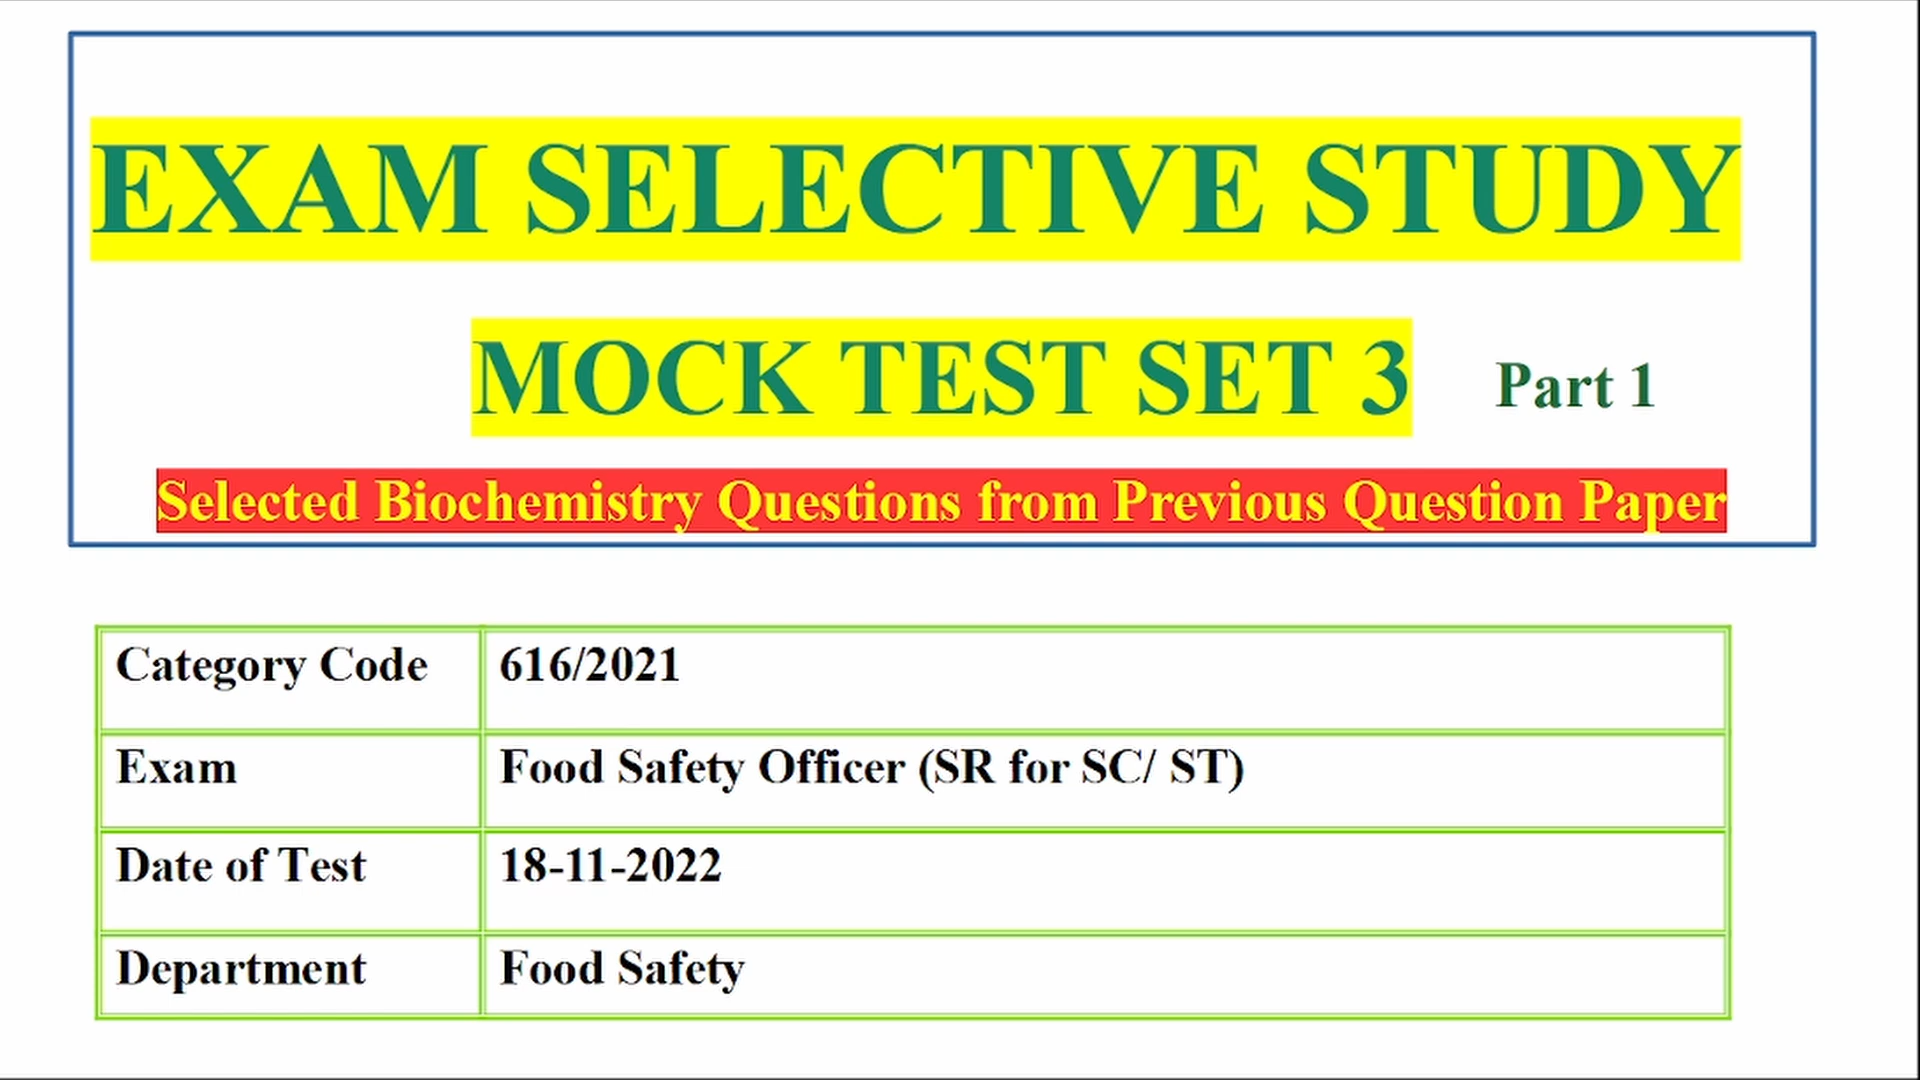 EXAM SELECTIVE STUDY
MOCK TEST SET 3 Part 1
Selected Biochemistry Questions from Previous Question Paper
Category Code 616/2021
Exam Food Safety Officer (SR for SC/ ST)
Date of Test 18-11-2022
Department Food Safety